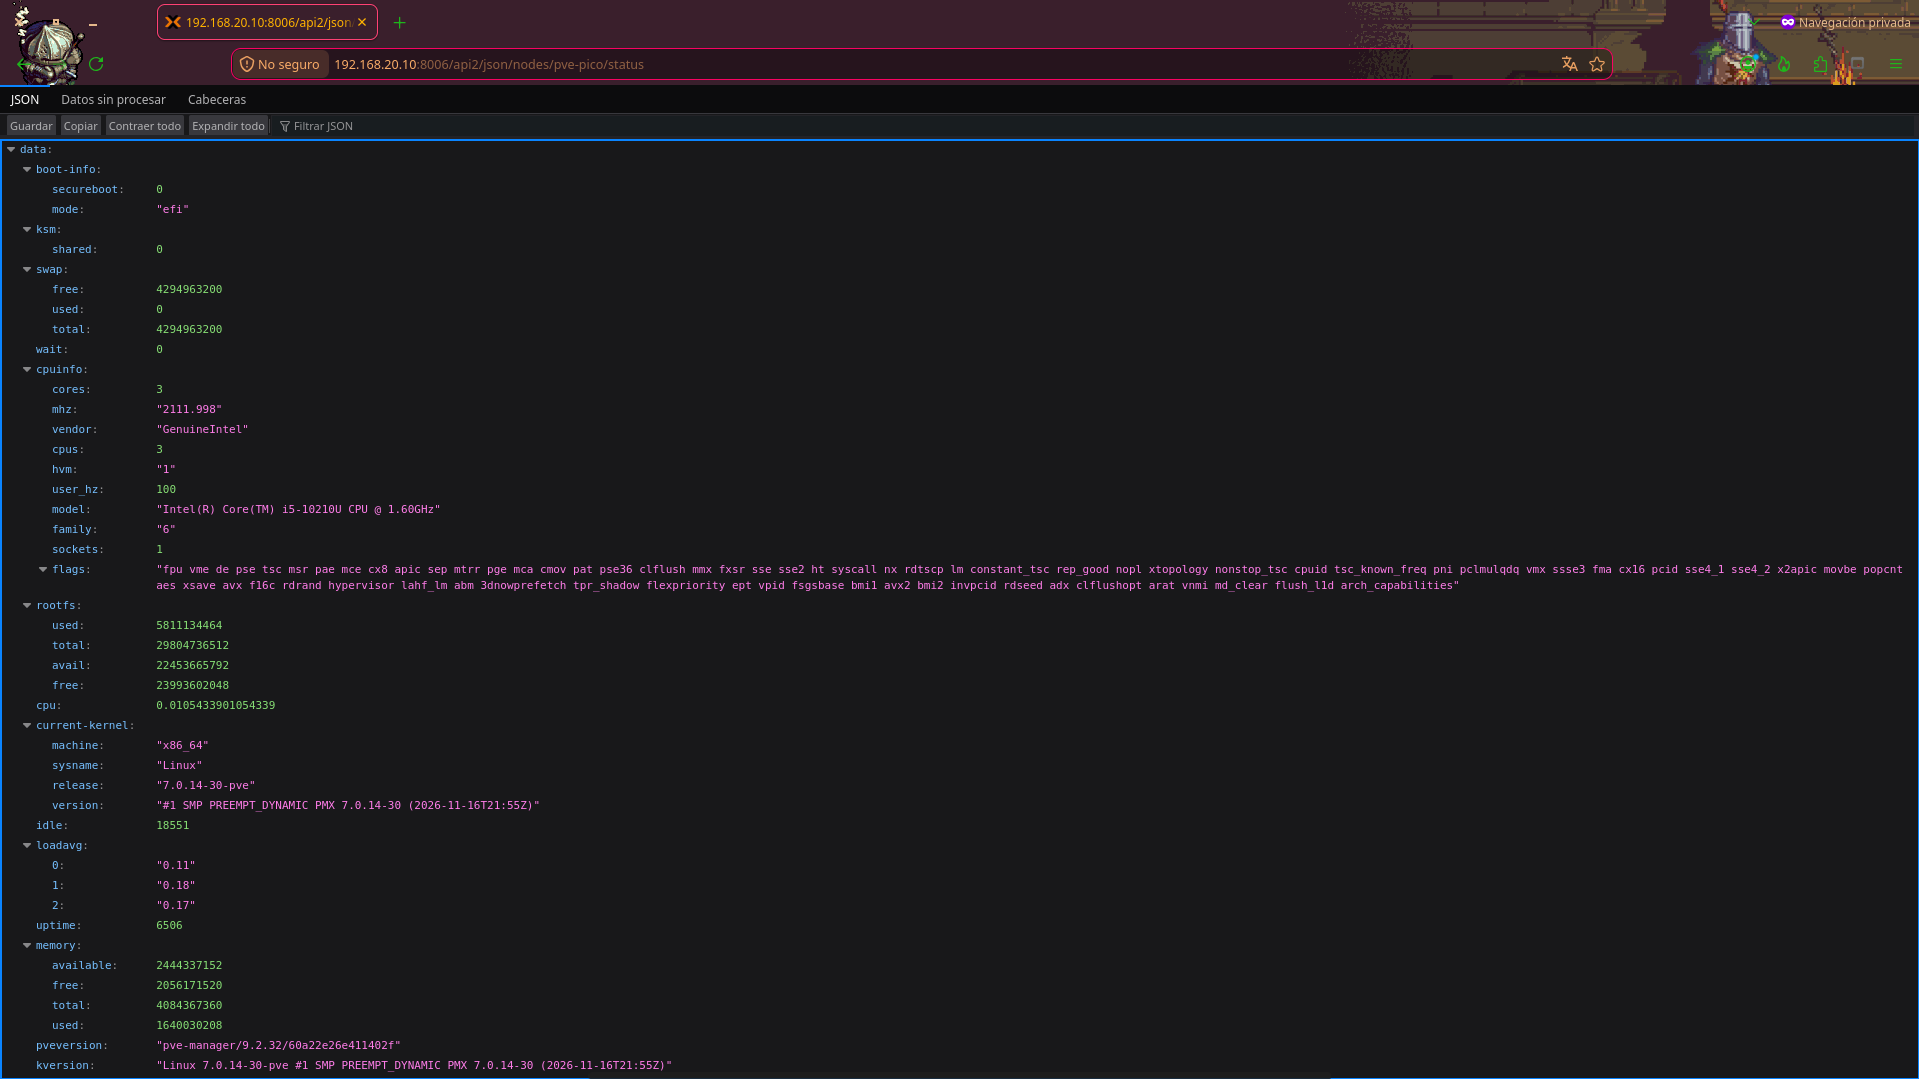 192.168.20.10:8006/api2/json
Navegación privada
No seguro 192.168.20.10:8006/api2/json/nodes/pve-pico/status
JSON Datos sin procesar Cabeceras
Guardar Copiar Contraer todo Expandir todo Filtrar JSON
data:
boot-info:
secureboot: 0
mode: "efi"
ksm:
shared: 0
swap:
free: 4294963200
used: 0
total: 4294963200
wait: 0
cpuinfo:
cores: 3
mhz: "2111.998"
vendor: "GenuineIntel"
cpus: 3
hvm: "1"
user_hz: 100
model: "Intel(R) Core(TM) i5-10210U CPU @ 1.60GHz"
family: "6"
sockets: 1
flags: "fpu vme de pse tsc msr pae mce cx8 apic sep mtrr pge mca cmov pat pse36 clflush mmx fxsr sse sse2 ht syscall nx rdtscp lm constant_tsc rep_good nopl xtopology nonstop_tsc cpuid tsc_known_freq pni pclmulqdq vmx ssse3 fma cx16 pcid sse4_1 sse4_2 x2apic movbe popcnt
aes xsave avx f16c rdrand hypervisor lahf_lm abm 3dnowprefetch tpr_shadow flexpriority ept vpid fsgsbase bmi1 avx2 bmi2 invpcid rdseed adx clflushopt arat vnmi md_clear flush_l1d arch_capabilities"
rootfs:
used: 5811134464
total: 29804736512
avail: 22453665792
free: 23993602048
cpu: 0.0105433901054339
current-kernel:
machine: "x86_64"
sysname: "Linux"
release: "7.0.14-30-pve"
version: "#1 SMP PREEMPT_DYNAMIC PMX 7.0.14-30 (2026-11-16T21:55Z)"
idle: 18551
loadavg:
0: "0.11"
1: "0.18"
2: "0.17"
uptime: 6506
memory:
available: 2444337152
free: 2056171520
total: 4084367360
used: 1640030208
pveversion: "pve-manager/9.2.32/60a22e26e411402f"
kversion: "Linux 7.0.14-30-pve #1 SMP PREEMPT_DYNAMIC PMX 7.0.14-30 (2026-11-16T21:55Z)"